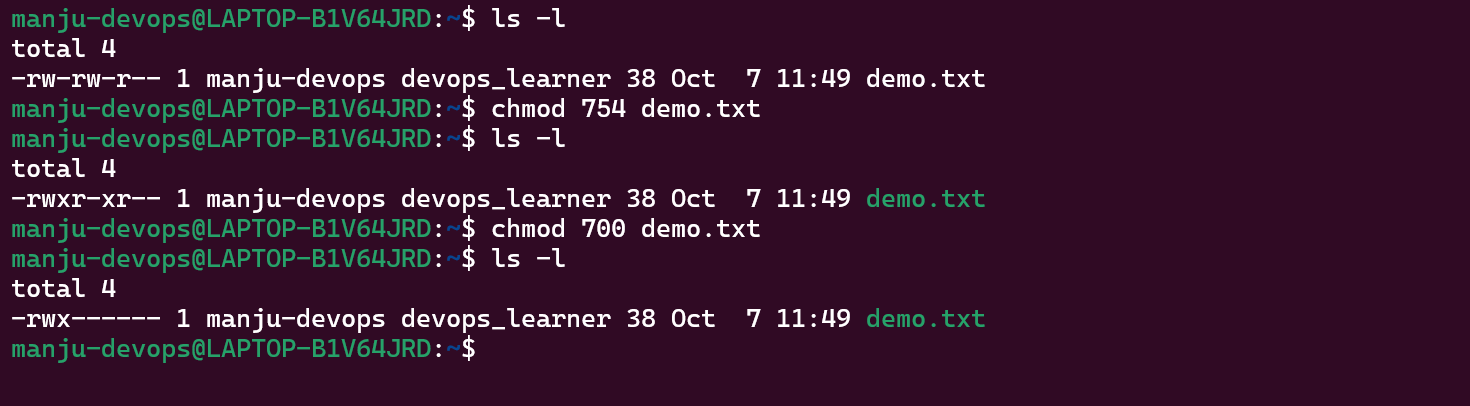 manju-devops@LAPTOP-B1V64JRD:~$ ls -l
total 4
-rw-rw-r-- 1 manju-devops devops_learner 38 Oct  7 11:49 demo.txt
manju-devops@LAPTOP-B1V64JRD:~$ chmod 754 demo.txt
manju-devops@LAPTOP-B1V64JRD:~$ ls -l
total 4
-rwxr-xr-- 1 manju-devops devops_learner 38 Oct  7 11:49 demo.txt
manju-devops@LAPTOP-B1V64JRD:~$ chmod 700 demo.txt
manju-devops@LAPTOP-B1V64JRD:~$ ls -l
total 4
-rwx------ 1 manju-devops devops_learner 38 Oct  7 11:49 demo.txt
manju-devops@LAPTOP-B1V64JRD:~$